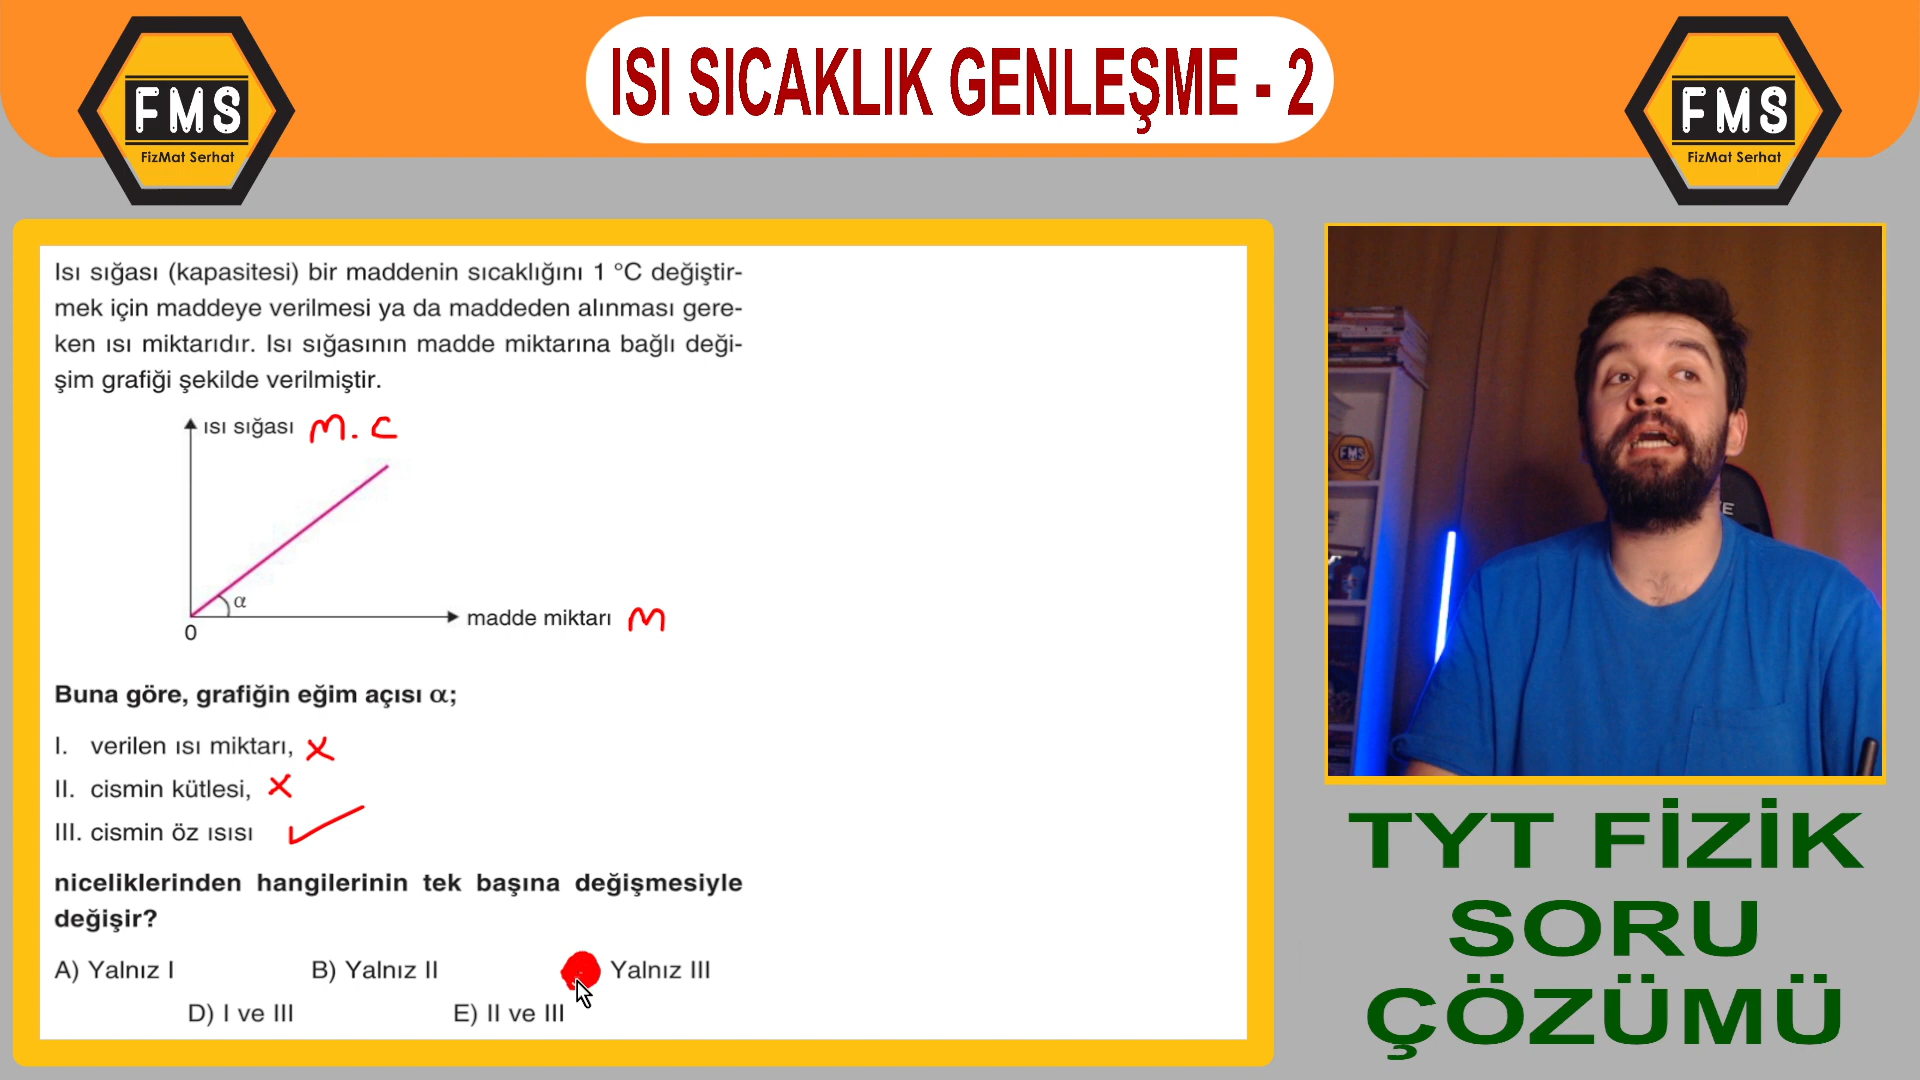 ISI SICAKLIK GENLEŞME - 2
FMS
FizMat Serhat
FMS
FizMat Serhat
Isı sığası (kapasitesi) bir maddenin sıcaklığını 1 °C değiştir-
mek için maddeye verilmesi ya da maddeden alınması gere-
ken ısı miktarıdır. Isı sığasının madde miktarına bağlı deği-
şim grafiği şekilde verilmiştir.
ısı sığası m.c
α
0
madde miktarı m
Buna göre, grafiğin eğim açısı α;
I. verilen ısı miktarı, x
II. cismin kütlesi, x
III. cismin öz ısısı ✓
niceliklerinden hangilerinin tek başına değişmesiyle
değişir?
A) Yalnız I B) Yalnız II Yalnız III
D) I ve III E) II ve III
FMS
TYT FİZİK
SORU
ÇÖZÜMÜ